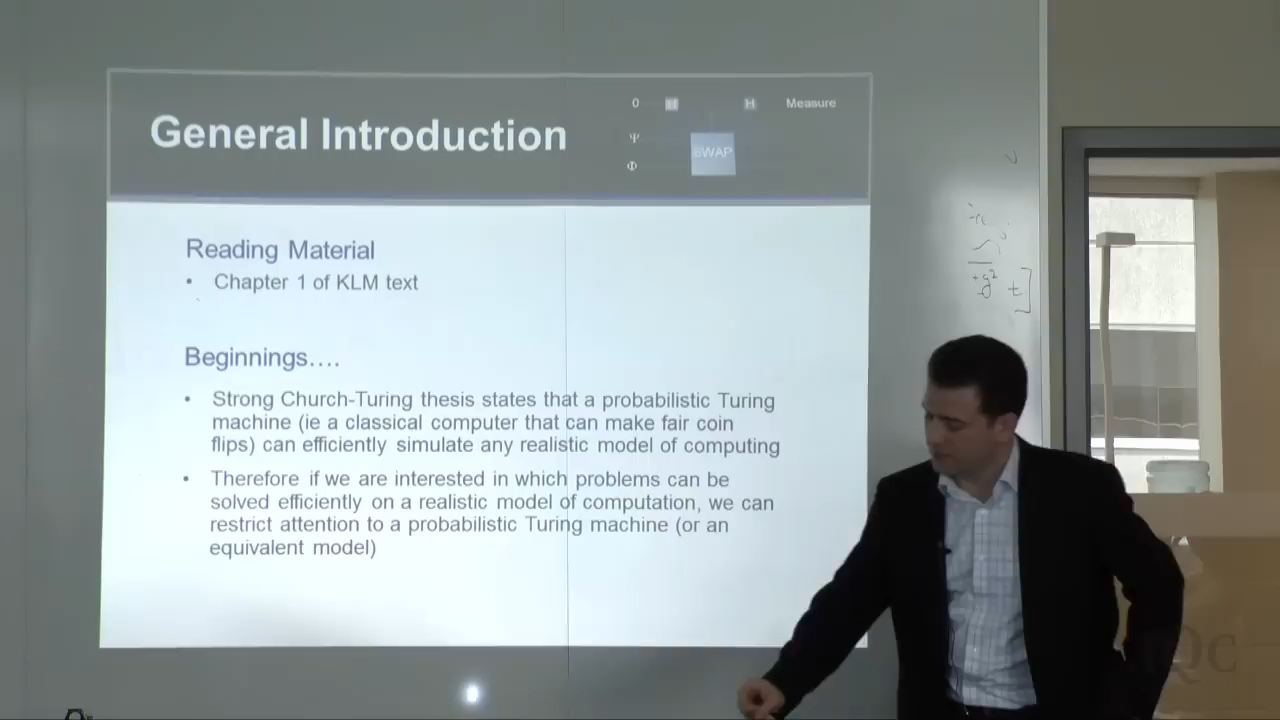 General Introduction
0 H H Measure
Ψ
SWAP
Φ
Reading Material
• Chapter 1 of KLM text
Beginnings….
• Strong Church-Turing thesis states that a probabilistic Turing
machine (ie a classical computer that can make fair coin
flips) can efficiently simulate any realistic model of computing
• Therefore if we are interested in which problems can be
solved efficiently on a realistic model of computation, we can
restrict attention to a probabilistic Turing machine (or an
equivalent model)
IQC